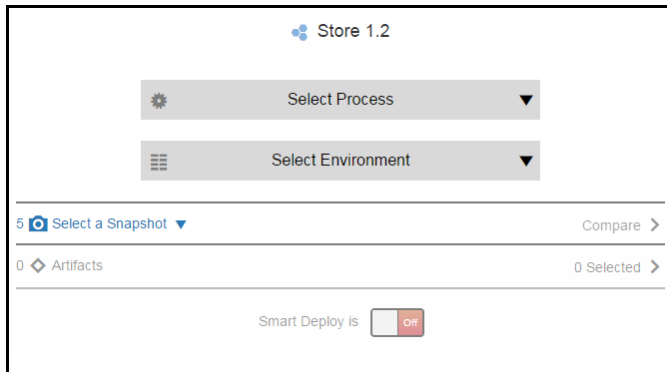 Store 1.2
Select Process
Select Environment
5 Select a Snapshot Compare
0 Artifacts 0 Selected
Smart Deploy is Off